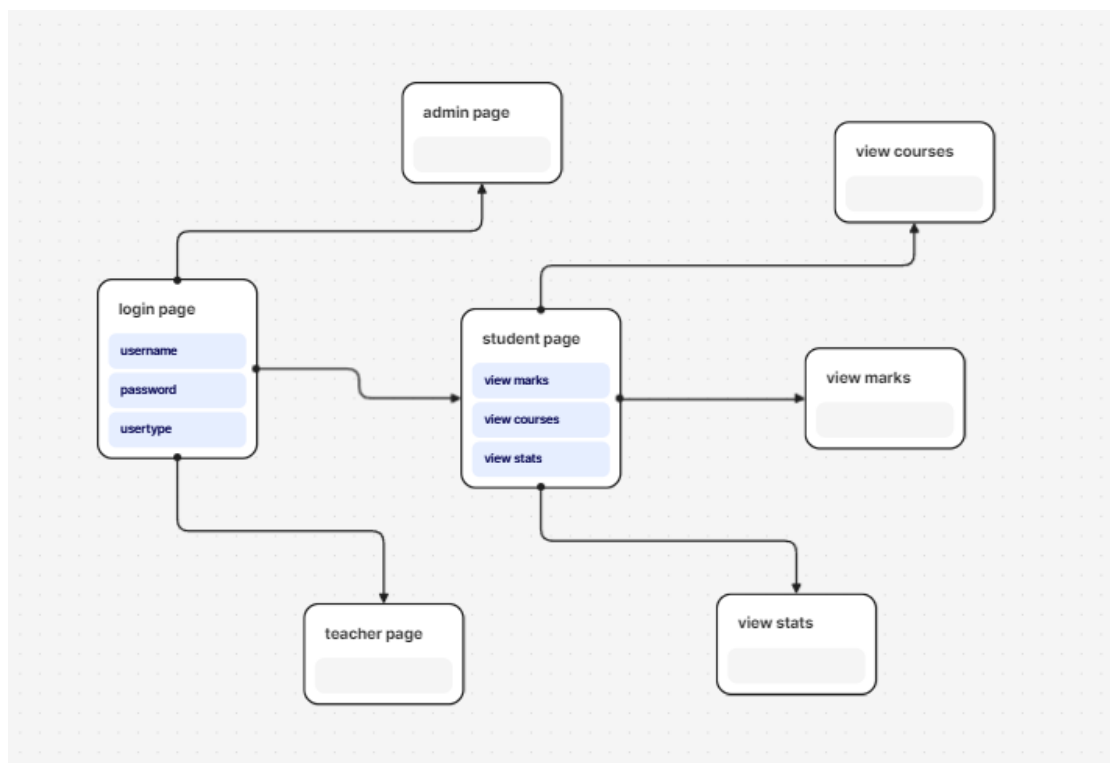 admin page
view courses
login page
username
password
usertype
student page
view marks
view courses
view stats
view marks
teacher page
view stats